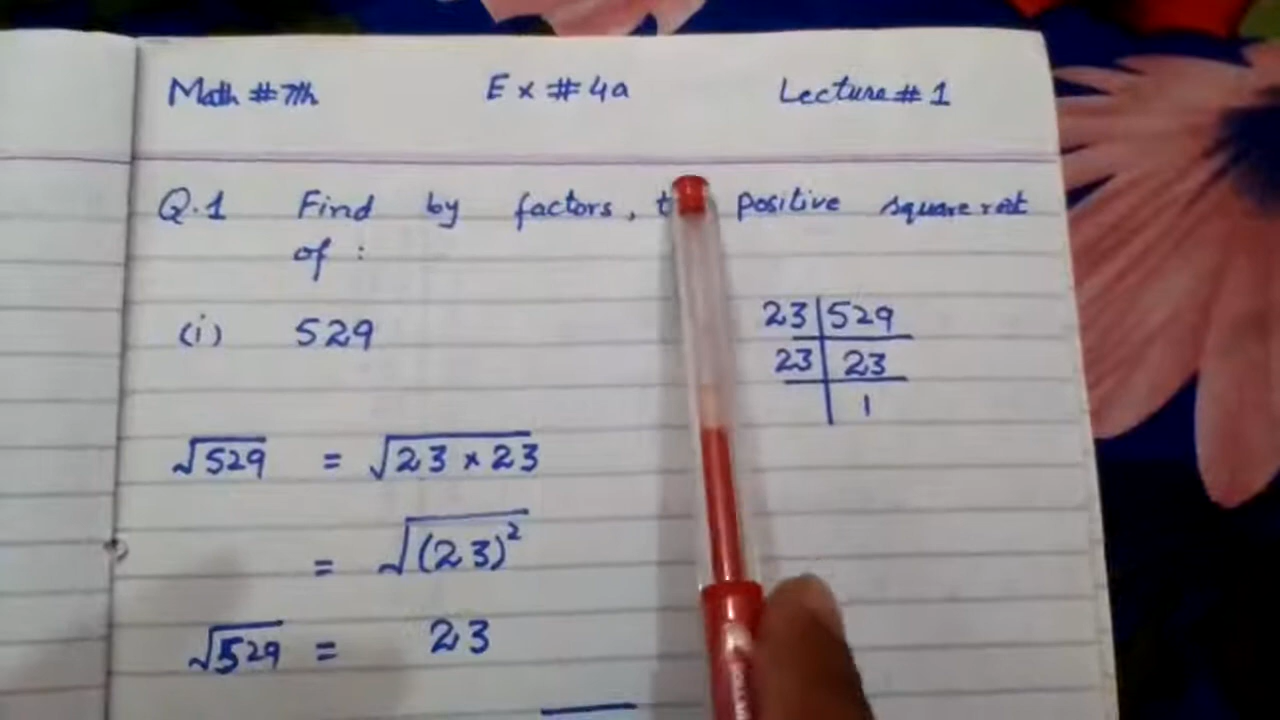 Math # 7th Ex # 4a Lecture # 1
Q.1 Find by factors, positive square root
of :
(i) 529
23 | 529
23 | 23
1
√529 = √23 × 23
= √(23)²
√529 = 23